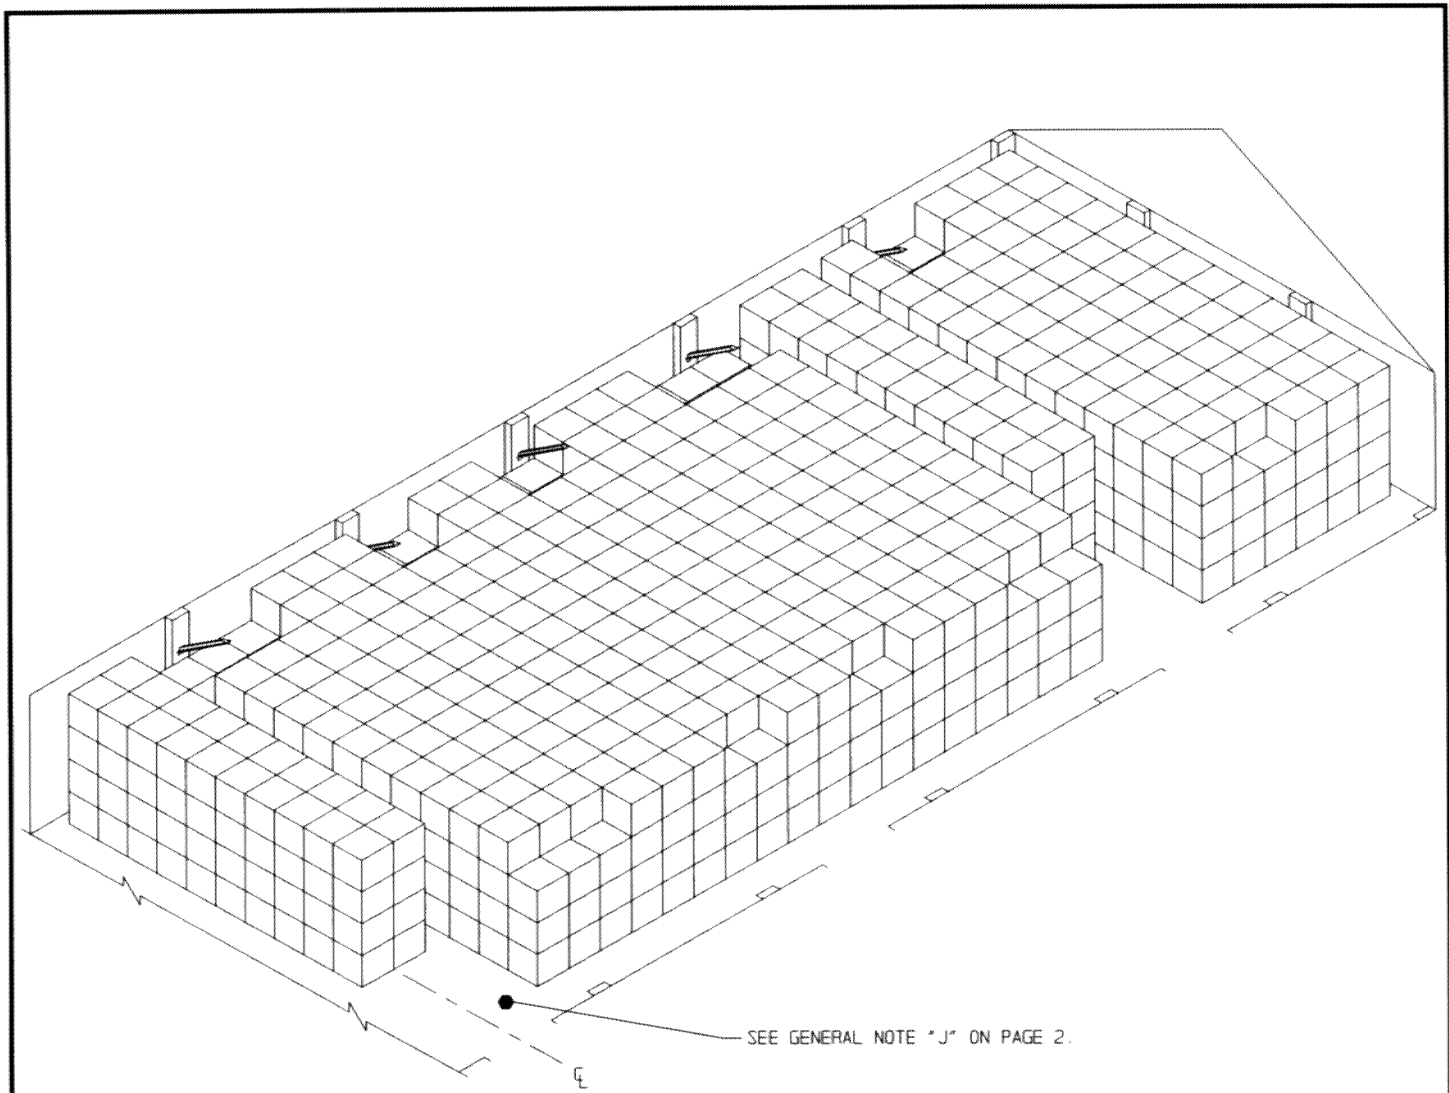 SEE GENERAL NOTE "J" ON PAGE 2.
℄